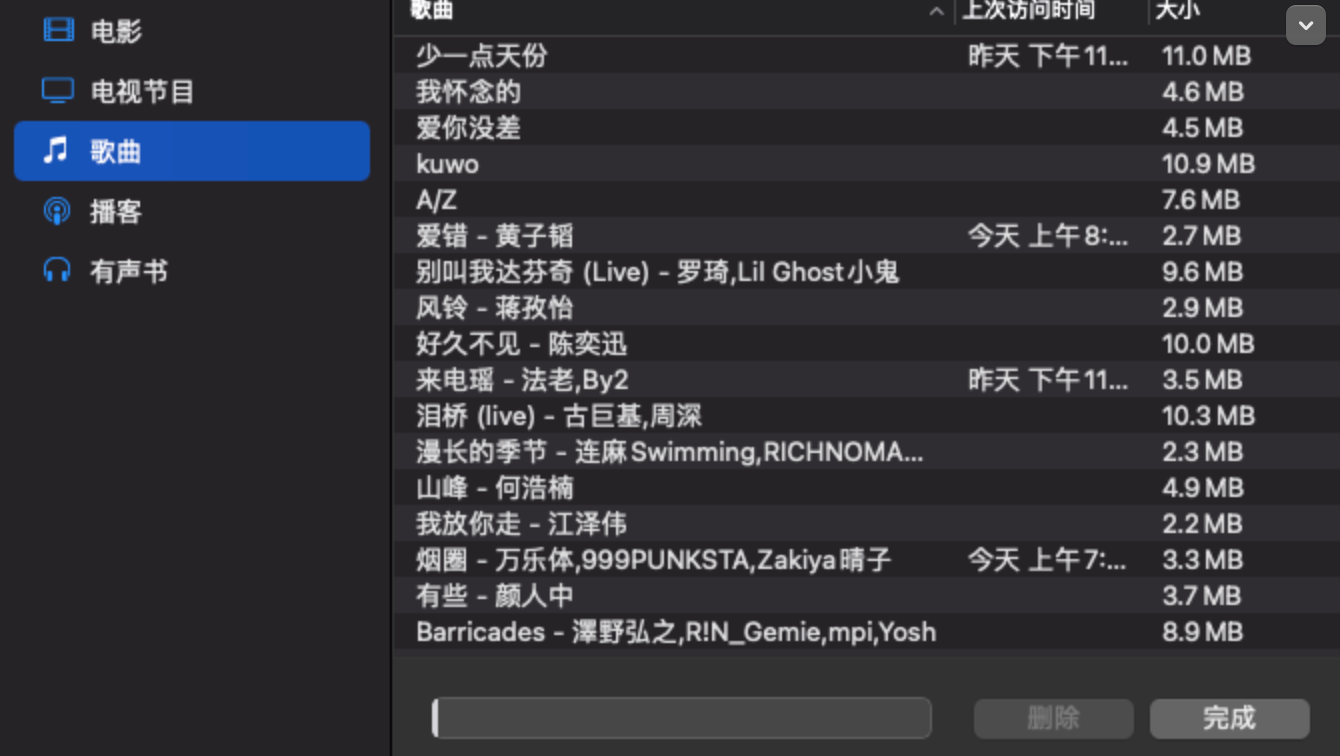 歌曲 上次访问时间 大小
电影
电视节目
歌曲
播客
有声书
少一点天份 昨天 下午11... 11.0 MB
我怀念的 4.6 MB
爱你没差 4.5 MB
kuwo 10.9 MB
A/Z 7.6 MB
爱错 - 黄子韬 今天 上午8:... 2.7 MB
别叫我达芬奇 (Live) - 罗琦,Lil Ghost小鬼 9.6 MB
风铃 - 蒋孜怡 2.9 MB
好久不见 - 陈奕迅 10.0 MB
来电瑶 - 法老,By2 昨天 下午11... 3.5 MB
泪桥 (live) - 古巨基,周深 10.3 MB
漫长的季节 - 连麻Swimming,RICHNOMA... 2.3 MB
山峰 - 何浩楠 4.9 MB
我放你走 - 江泽伟 2.2 MB
烟圈 - 万乐体,999PUNKSTA,Zakiya晴子 今天 上午7:... 3.3 MB
有些 - 颜人中 3.7 MB
Barricades - 澤野弘之,R!N_Gemie,mpi,Yosh 8.9 MB
删除 完成